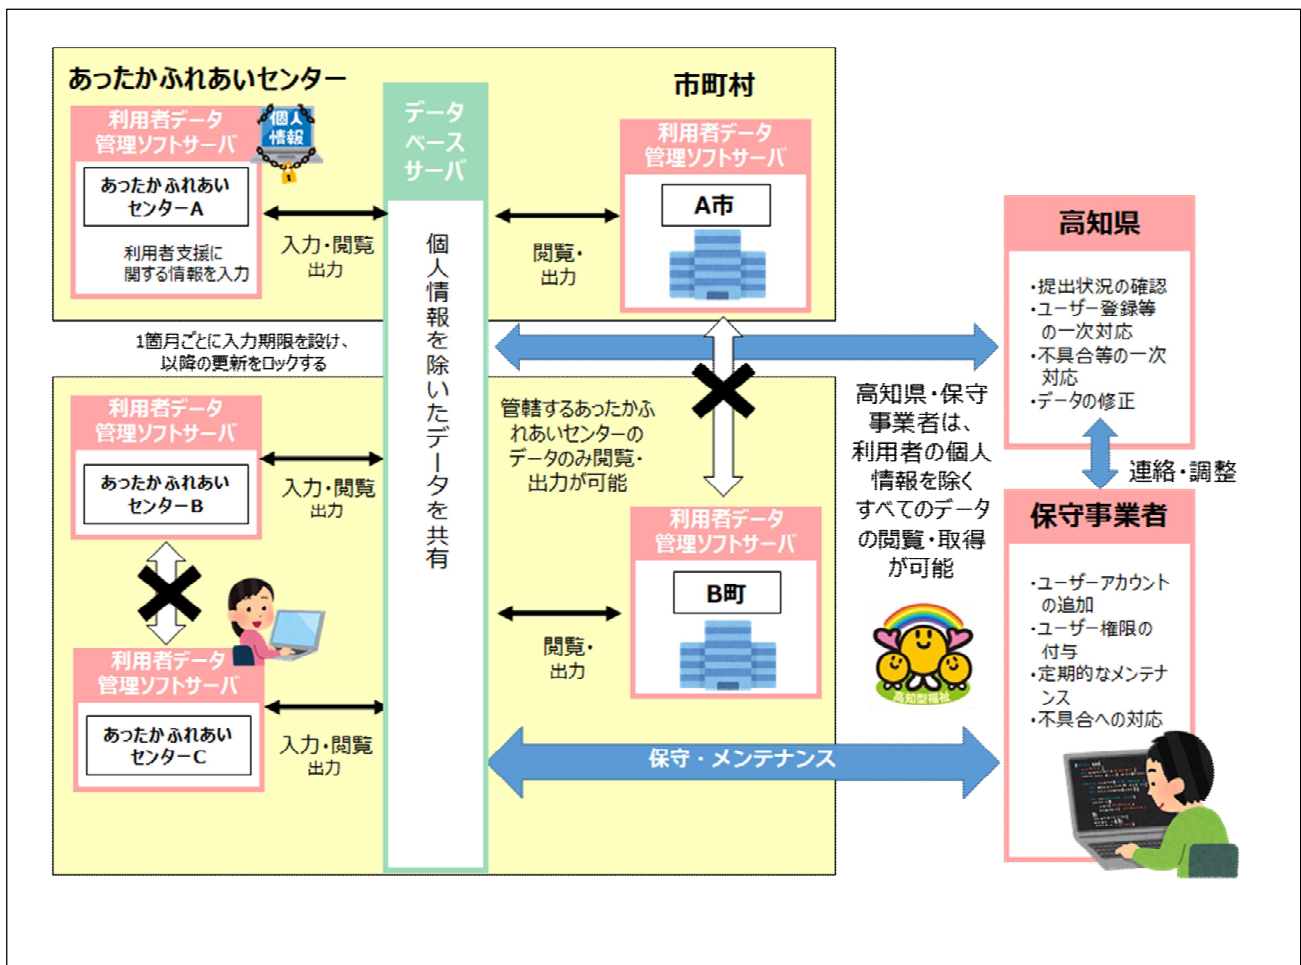 あったかふれあいセンター
利用者データ
管理ソフトサーバ
個人
情報
あったかふれあい
センターA
利用者支援に
関する情報を入力
入力・閲覧
出力
データ
ベース
サーバ
個人情報を除いたデータを共有
市町村
利用者データ
管理ソフトサーバ
A市
閲覧・
出力
1箇月ごとに入力期限を設け、
以降の更新をロックする
利用者データ
管理ソフトサーバ
あったかふれあい
センターB
入力・閲覧
出力
利用者データ
管理ソフトサーバ
あったかふれあい
センターC
入力・閲覧
出力
管轄するあったかふ
れあいセンターの
データのみ閲覧・
出力が可能
利用者データ
管理ソフトサーバ
B町
閲覧・
出力
保守・メンテナンス
高知県・保守
事業者は、
利用者の個人
情報を除く
すべてのデータ
の閲覧・取得
が可能
高知型福祉
高知県
・提出状況の確認
・ユーザー登録等
の一次対応
・不具合等の一次
対応
・データの修正
連絡・調整
保守事業者
・ユーザーアカウント
の追加
・ユーザー権限の
付与
・定期的なメンテナ
ンス
・不具合への対応